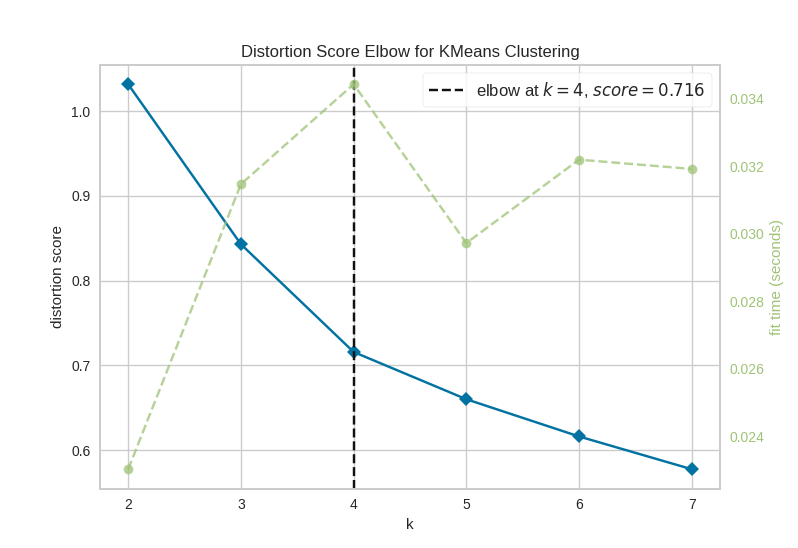 Distortion Score Elbow for KMeans Clustering
elbow at k = 4, score = 0.716
distortion score
1.0
0.9
0.8
0.7
0.6
0.034
0.032
0.030
0.028
0.026
0.024
fit time (seconds)
2 3 4 5 6 7
k